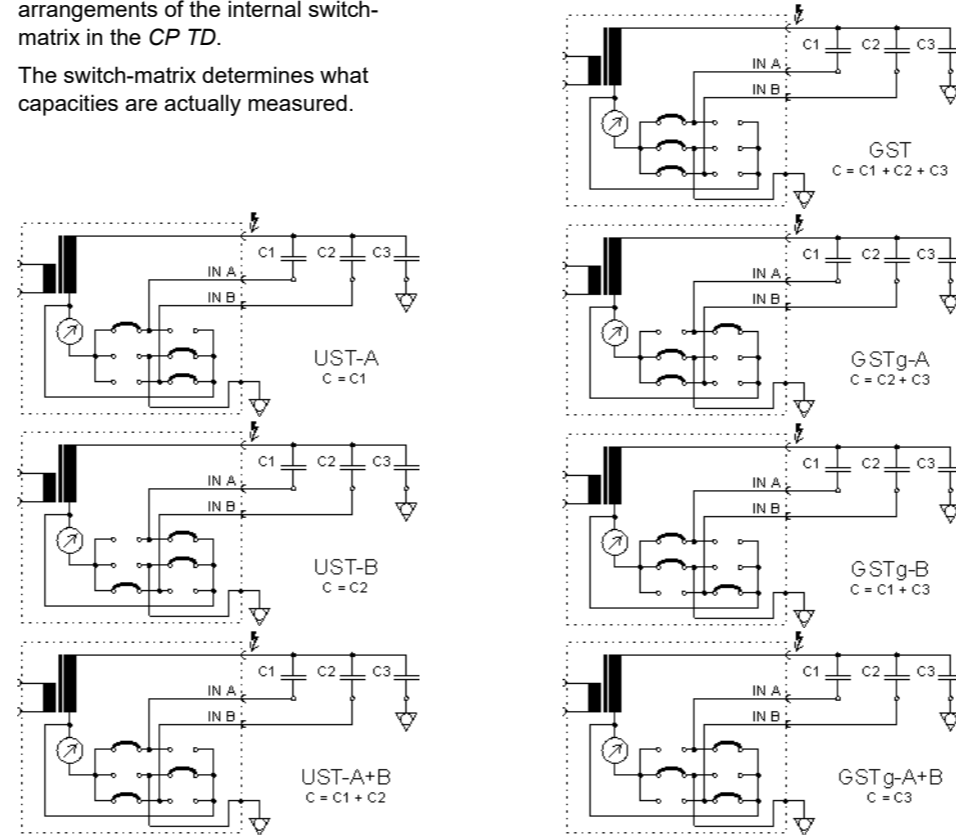 arrangements of the internal switch-
matrix in the CP TD.
The switch-matrix determines what
capacities are actually measured.
C1 C2 C3
IN A
IN B
UST-A
C = C1
C1 C2 C3
IN A
IN B
UST-B
C = C2
C1 C2 C3
IN A
IN B
UST-A+B
C = C1 + C2
C1 C2 C3
IN A
IN B
GST
C = C1 + C2 + C3
C1 C2 C3
IN A
IN B
GSTg-A
C = C2 + C3
C1 C2 C3
IN A
IN B
GSTg-B
C = C1 + C3
C1 C2 C3
IN A
IN B
GSTg-A+B
C = C3